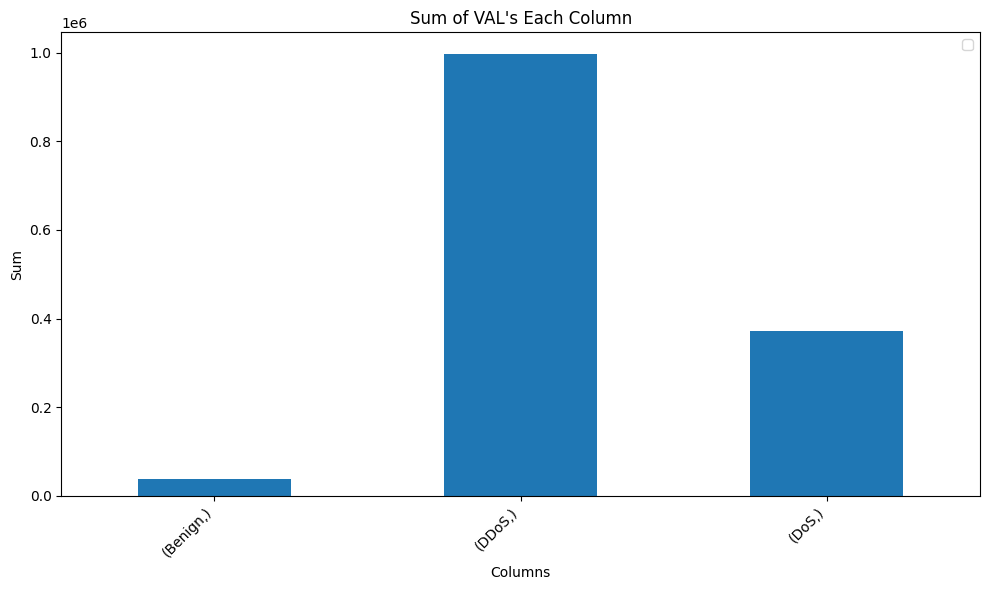 Sum of VAL's Each Column
1e6
1.0
0.8
0.6
0.4
0.2
0.0
Sum
(Benign,)
(DDoS,)
(DoS,)
Columns